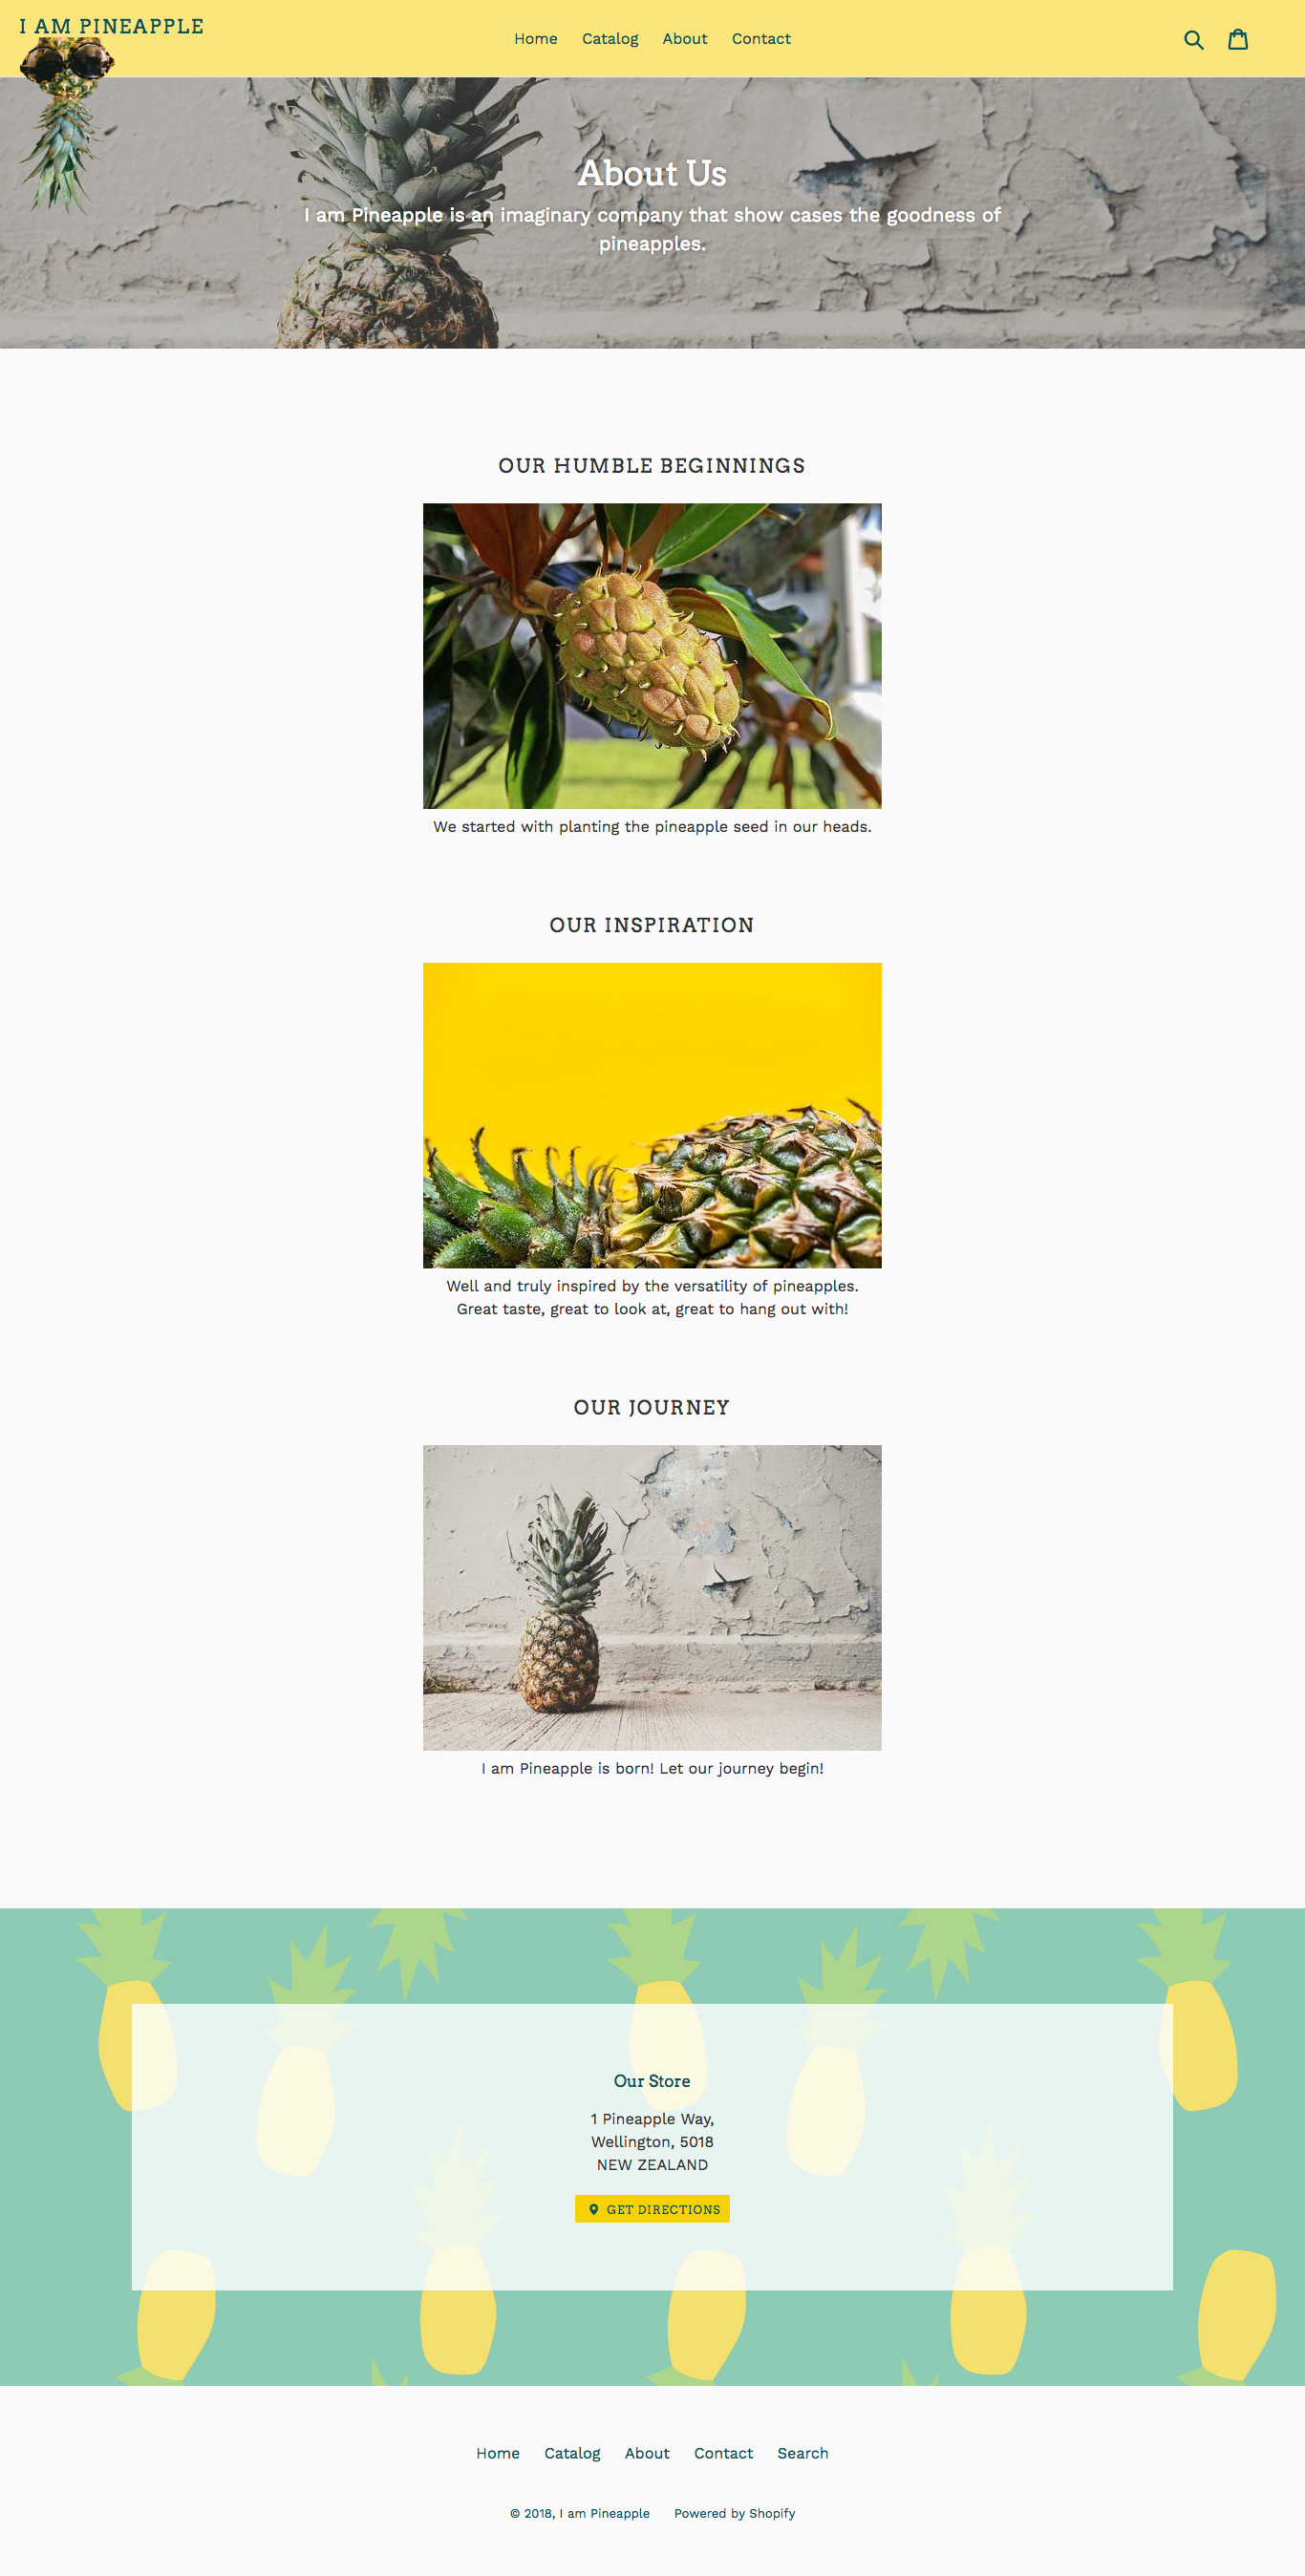 I AM PINEAPPLE
Home Catalog About Contact
About Us
I am Pineapple is an imaginary company that show cases the goodness of
pineapples.
OUR HUMBLE BEGINNINGS
We started with planting the pineapple seed in our heads.
OUR INSPIRATION
Well and truly inspired by the versatility of pineapples.
Great taste, great to look at, great to hang out with!
OUR JOURNEY
I am Pineapple is born! Let our journey begin!
Our Store
1 Pineapple Way,
Wellington, 5018
NEW ZEALAND
GET DIRECTIONS
Home Catalog About Contact Search
© 2018, I am Pineapple Powered by Shopify